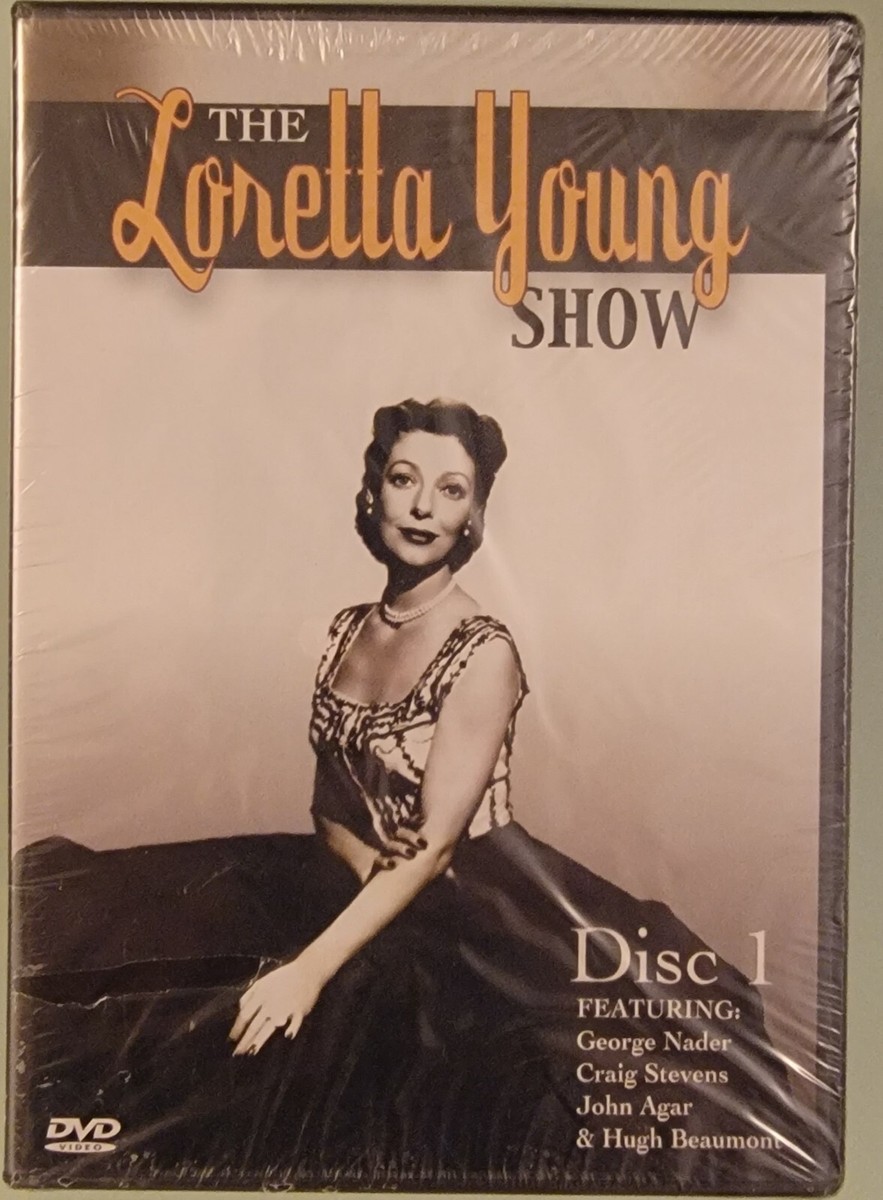 THE
Loretta Young
SHOW
Disc 1
FEATURING:
George Nader
Craig Stevens
John Agar
& Hugh Beaumont
DVD
VIDEO